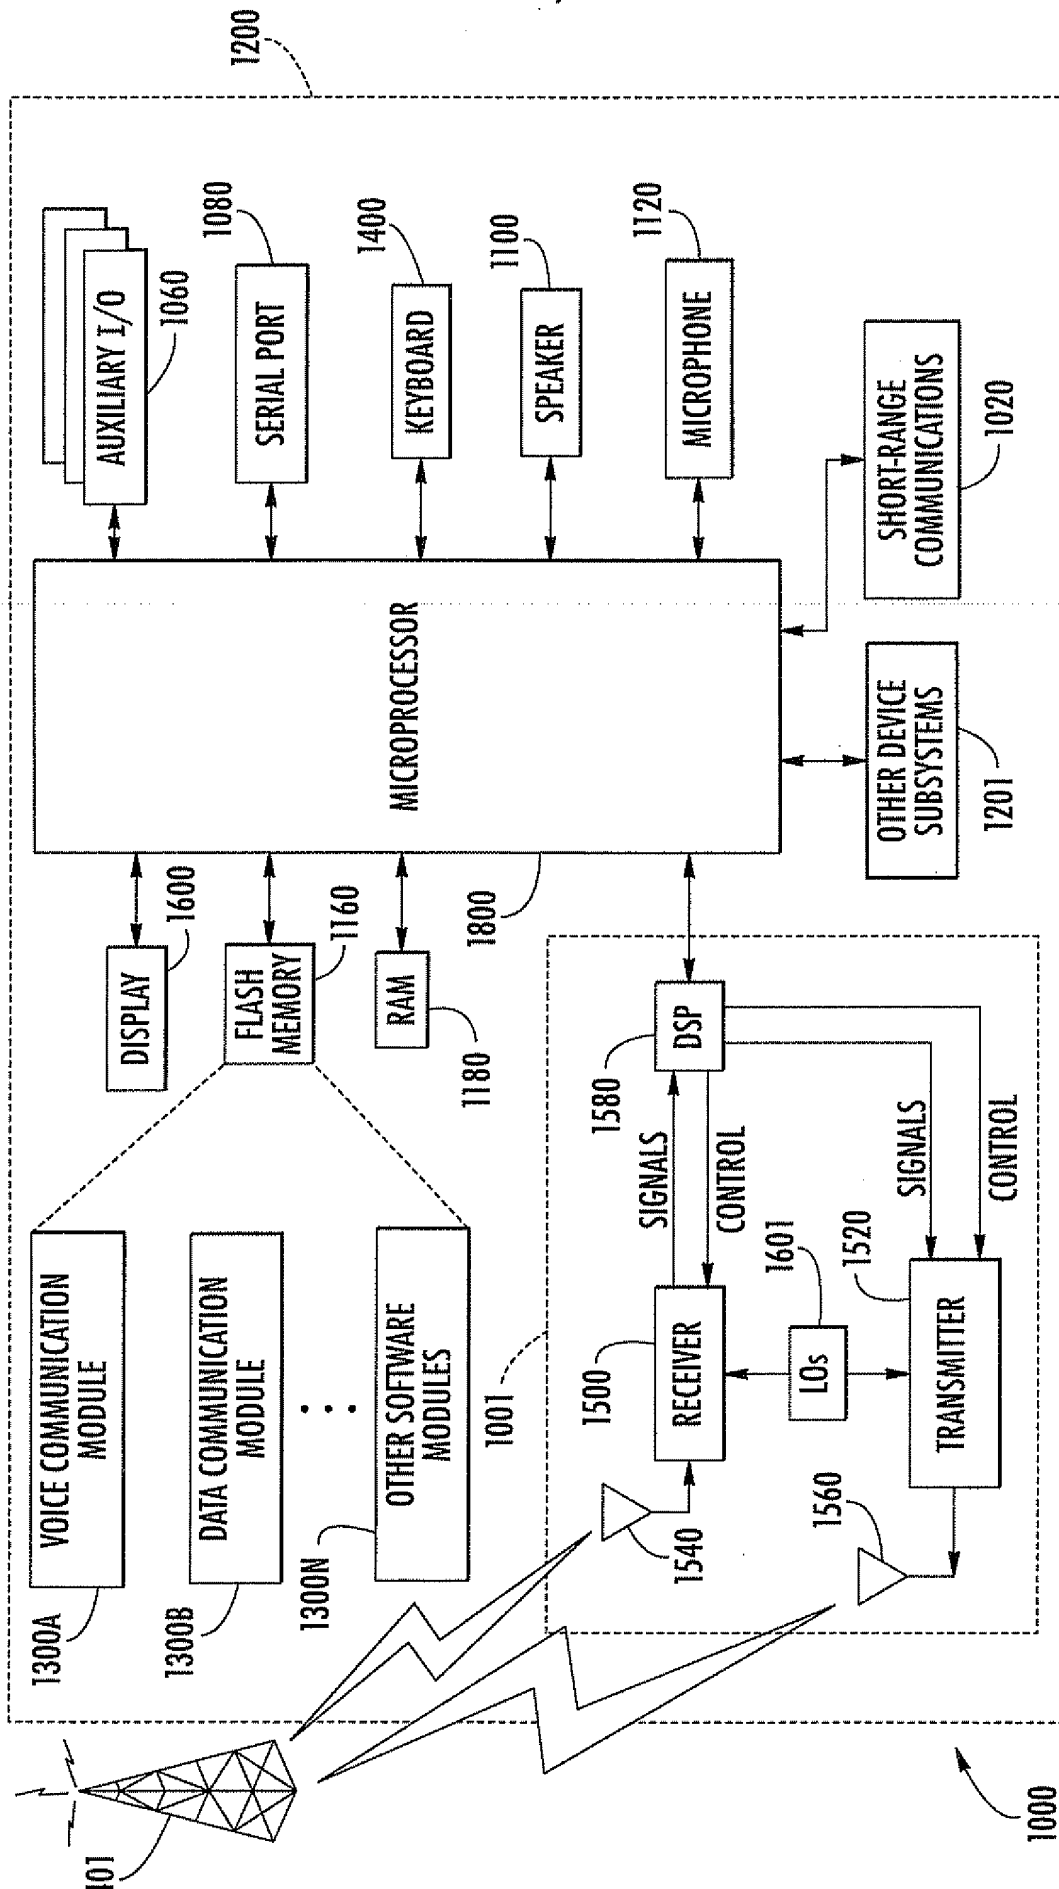 1200
AUXILIARY I/O
1060
SERIAL PORT
1080
KEYBOARD
1400
SPEAKER
1100
MICROPHONE
1120
SHORT-RANGE
COMMUNICATIONS
1020
MICROPROCESSOR
1800
OTHER DEVICE
SUBSYSTEMS
1201
DISPLAY
1600
FLASH
MEMORY
1160
RAM
1180
VOICE COMMUNICATION
MODULE
1300A
DATA COMMUNICATION
MODULE
1300B
OTHER SOFTWARE
MODULES
1300N
1001
DSP
1580
SIGNALS
CONTROL
RECEIVER
1500
1540
LOs
1601
SIGNALS
CONTROL
TRANSMITTER
1520
1560
101
1000